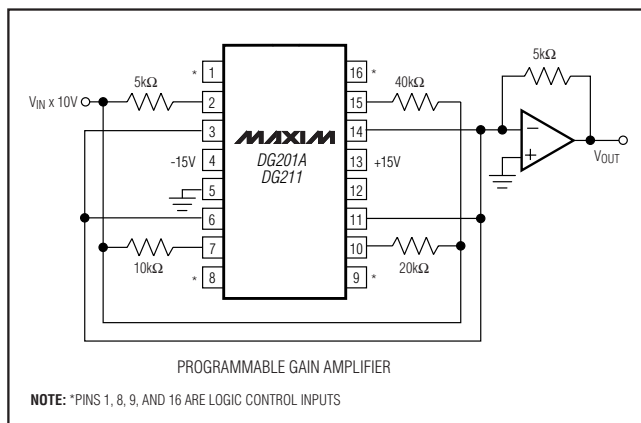 5kΩ
* 1
16 *
5kΩ
40kΩ
VIN x 10V
2
15
3
MAXIM
14
−
+
VOUT
-15V
4
DG201A
13
+15V
DG211
5
12
6
11
7
10
10kΩ
20kΩ
* 8
9 *
PROGRAMMABLE GAIN AMPLIFIER
NOTE: *PINS 1, 8, 9, AND 16 ARE LOGIC CONTROL INPUTS